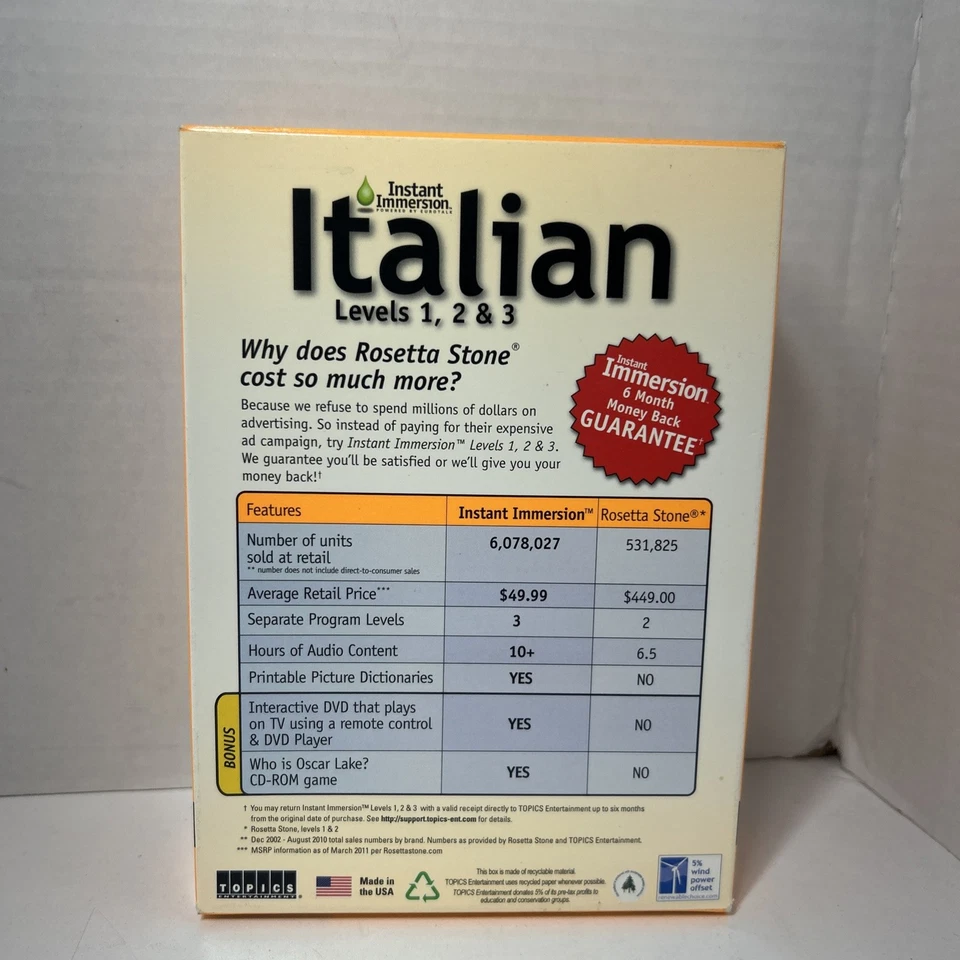 Instant
Immersion™
POWERED BY EUROTALK
Italian
Levels 1, 2 & 3
Why does Rosetta Stone®
cost so much more?
Because we refuse to spend millions of dollars on
advertising. So instead of paying for their expensive
ad campaign, try Instant Immersion™ Levels 1, 2 & 3.
We guarantee you'll be satisfied or we'll give you your
money back!†
Instant
Immersion™
6 Month
Money Back
GUARANTEE†
Features Instant Immersion™ Rosetta Stone®*
Number of units
sold at retail 6,078,027 531,825
** number does not include direct-to-consumer sales
Average Retail Price*** $49.99 $449.00
Separate Program Levels 3 2
Hours of Audio Content 10+ 6.5
Printable Picture Dictionaries YES NO
BONUS
Interactive DVD that plays
on TV using a remote control YES NO
& DVD Player
Who is Oscar Lake? YES NO
CD-ROM game
† You may return Instant Immersion™ Levels 1, 2 & 3 with a valid receipt directly to TOPICS Entertainment up to six months
from the original date of purchase. See http://support.topics-ent.com for details.
* Rosetta Stone, levels 1 & 2
** Dec 2002 - August 2010 total sales numbers by brand. Numbers as provided by Rosetta Stone and TOPICS Entertainment.
*** MSRP information as of March 2011 per Rosettastone.com
TOPICS
ENTERTAINMENT®
Made in
the USA
This box is made of recyclable material.
TOPICS Entertainment uses recycled paper whenever possible.
TOPICS Entertainment donates 5% of its pre-tax profits to
education and conservation groups.
5%
wind
power
offset